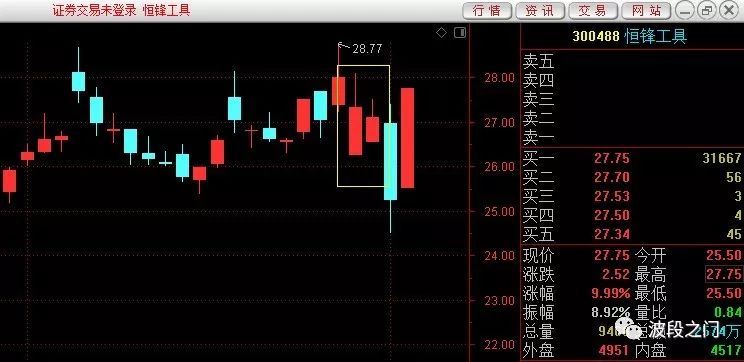 证券交易未登录 恒锋工具
行情 资讯 交易 网站
300488 恒锋工具
28.77
28.00
27.00
26.00
25.00
24.00
23.00
22.00
21.00
卖五
卖四
卖三
卖二
卖一
买一 27.75 31667
买二 27.70 56
买三 27.53 3
买四 27.50 4
买五 27.34 45
现价 27.75 今开 25.50
涨跌 2.52 最高 27.75
涨幅 9.99% 最低 25.50
振幅 8.92% 量比 0.84
总量
外盘 4951 内盘 4517
波段之门